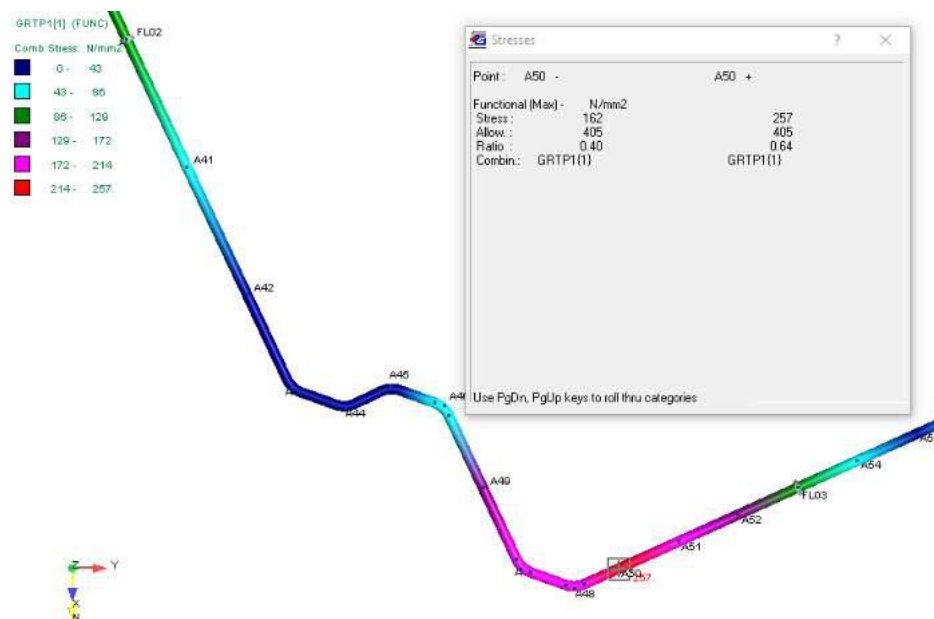 GRTP1{1} (FUNC)
Comb Stress: N/mm2
0 - 43
43 - 86
86 - 129
129 - 172
172 - 214
214 - 257
FL02
A41
A42
A44
A45
A49
A48
A50
257
A51
A52
FL03
A54
Z
Y
X
N
Stresses
?
Point : A50 - A50 +
Functional (Max) - N/mm2
Stress : 162 257
Allow. : 405 405
Ratio : 0.40 0.64
Combin.: GRTP1{1} GRTP1{1}
Use PgDn, PgUp keys to roll thru categories